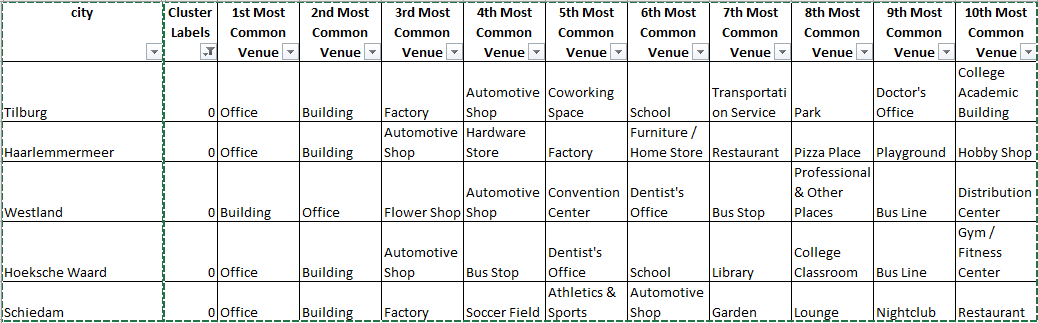 city Cluster Labels 1st Most Common Venue 2nd Most Common Venue 3rd Most Common Venue 4th Most Common Venue 5th Most Common Venue 6th Most Common Venue 7th Most Common Venue 8th Most Common Venue 9th Most Common Venue 10th Most Common Venue
Tilburg 0 Office Building Factory Automotive Shop Coworking Space School Transportation Service Park Doctor's Office College Academic Building
Haarlemmermeer 0 Office Building Automotive Shop Hardware Store Factory Furniture / Home Store Restaurant Pizza Place Playground Hobby Shop
Westland 0 Building Office Flower Shop Automotive Shop Convention Center Dentist's Office Bus Stop Professional & Other Places Bus Line Distribution Center
Hoeksche Waard 0 Office Building Automotive Shop Bus Stop Dentist's Office School Library College Classroom Bus Line Gym / Fitness Center
Schiedam 0 Office Building Factory Soccer Field Athletics & Sports Automotive Shop Garden Lounge Nightclub Restaurant